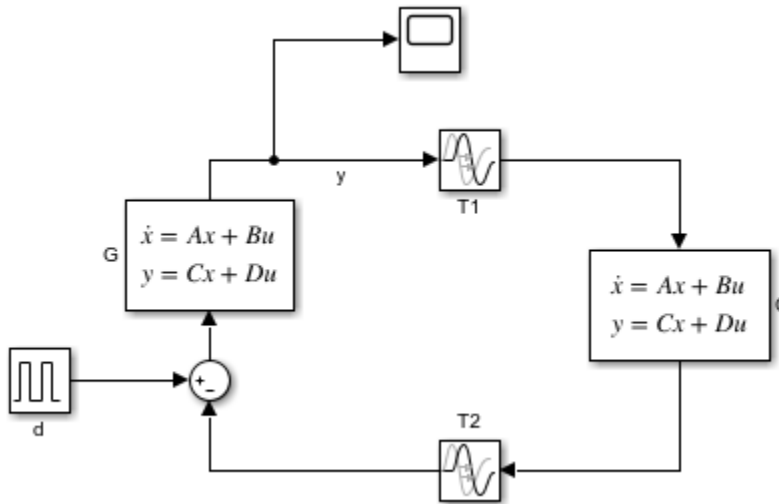 y
T1
G
ẋ = Ax + Bu
y = Cx + Du
ẋ = Ax + Bu
y = Cx + Du
+
−
d
T2